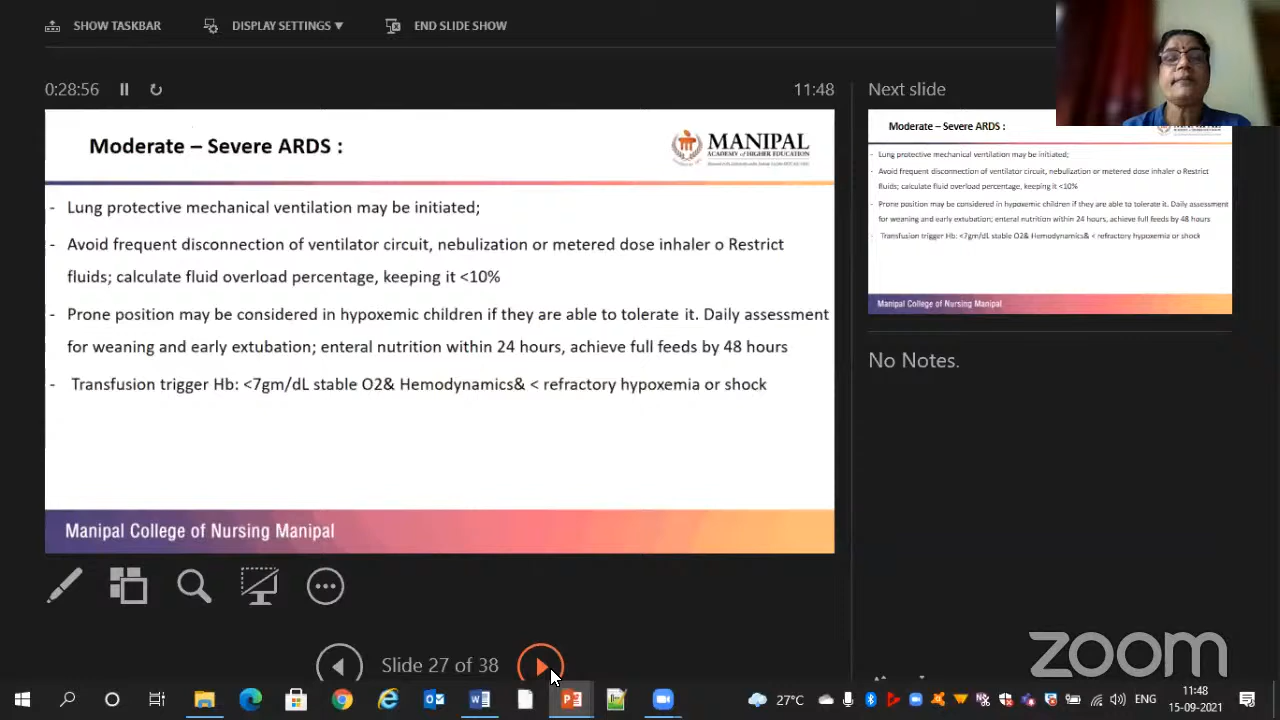 SHOW TASKBAR
DISPLAY SETTINGS ▼
END SLIDE SHOW
0:28:56
11:48
Next slide
Moderate – Severe ARDS :
MANIPAL
ACADEMY of HIGHER EDUCATION
- Lung protective mechanical ventilation may be initiated;
- Avoid frequent disconnection of ventilator circuit, nebulization or metered dose inhaler o Restrict
fluids; calculate fluid overload percentage, keeping it <10%
- Prone position may be considered in hypoxemic children if they are able to tolerate it. Daily assessment
for weaning and early extubation; enteral nutrition within 24 hours, achieve full feeds by 48 hours
- Transfusion trigger Hb: <7gm/dL stable O2& Hemodynamics& < refractory hypoxemia or shock
Manipal College of Nursing Manipal
Moderate – Severe ARDS :
- Lung protective mechanical ventilation may be initiated;
- Avoid frequent disconnection of ventilator circuit, nebulization or metered dose inhaler o Restrict
fluids; calculate fluid overload percentage, keeping it <10%
- Prone position may be considered in hypoxemic children if they are able to tolerate it. Daily assessment
for weaning and early extubation; enteral nutrition within 24 hours, achieve full feeds by 48 hours
- Transfusion trigger Hb: <7gm/dL stable O2& Hemodynamics& < refractory hypoxemia or shock
Manipal College of Nursing Manipal
No Notes.
Slide 27 of 38
zoom
27°C
ENG
11:48
15-09-2021